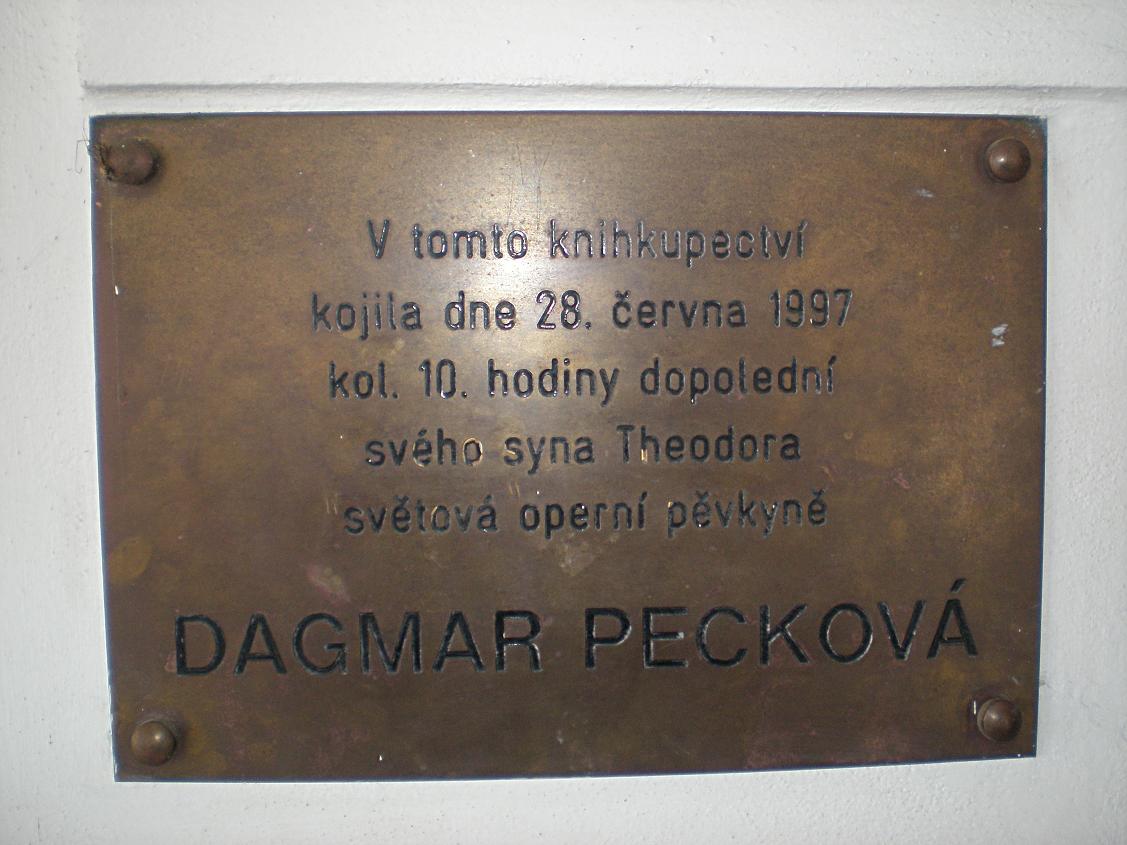 V tomto knihkupectví
kojila dne 28. června 1997
kol. 10. hodiny dopolední
svého syna Theodora
světová operní pěvkyně
DAGMAR PECKOVÁ